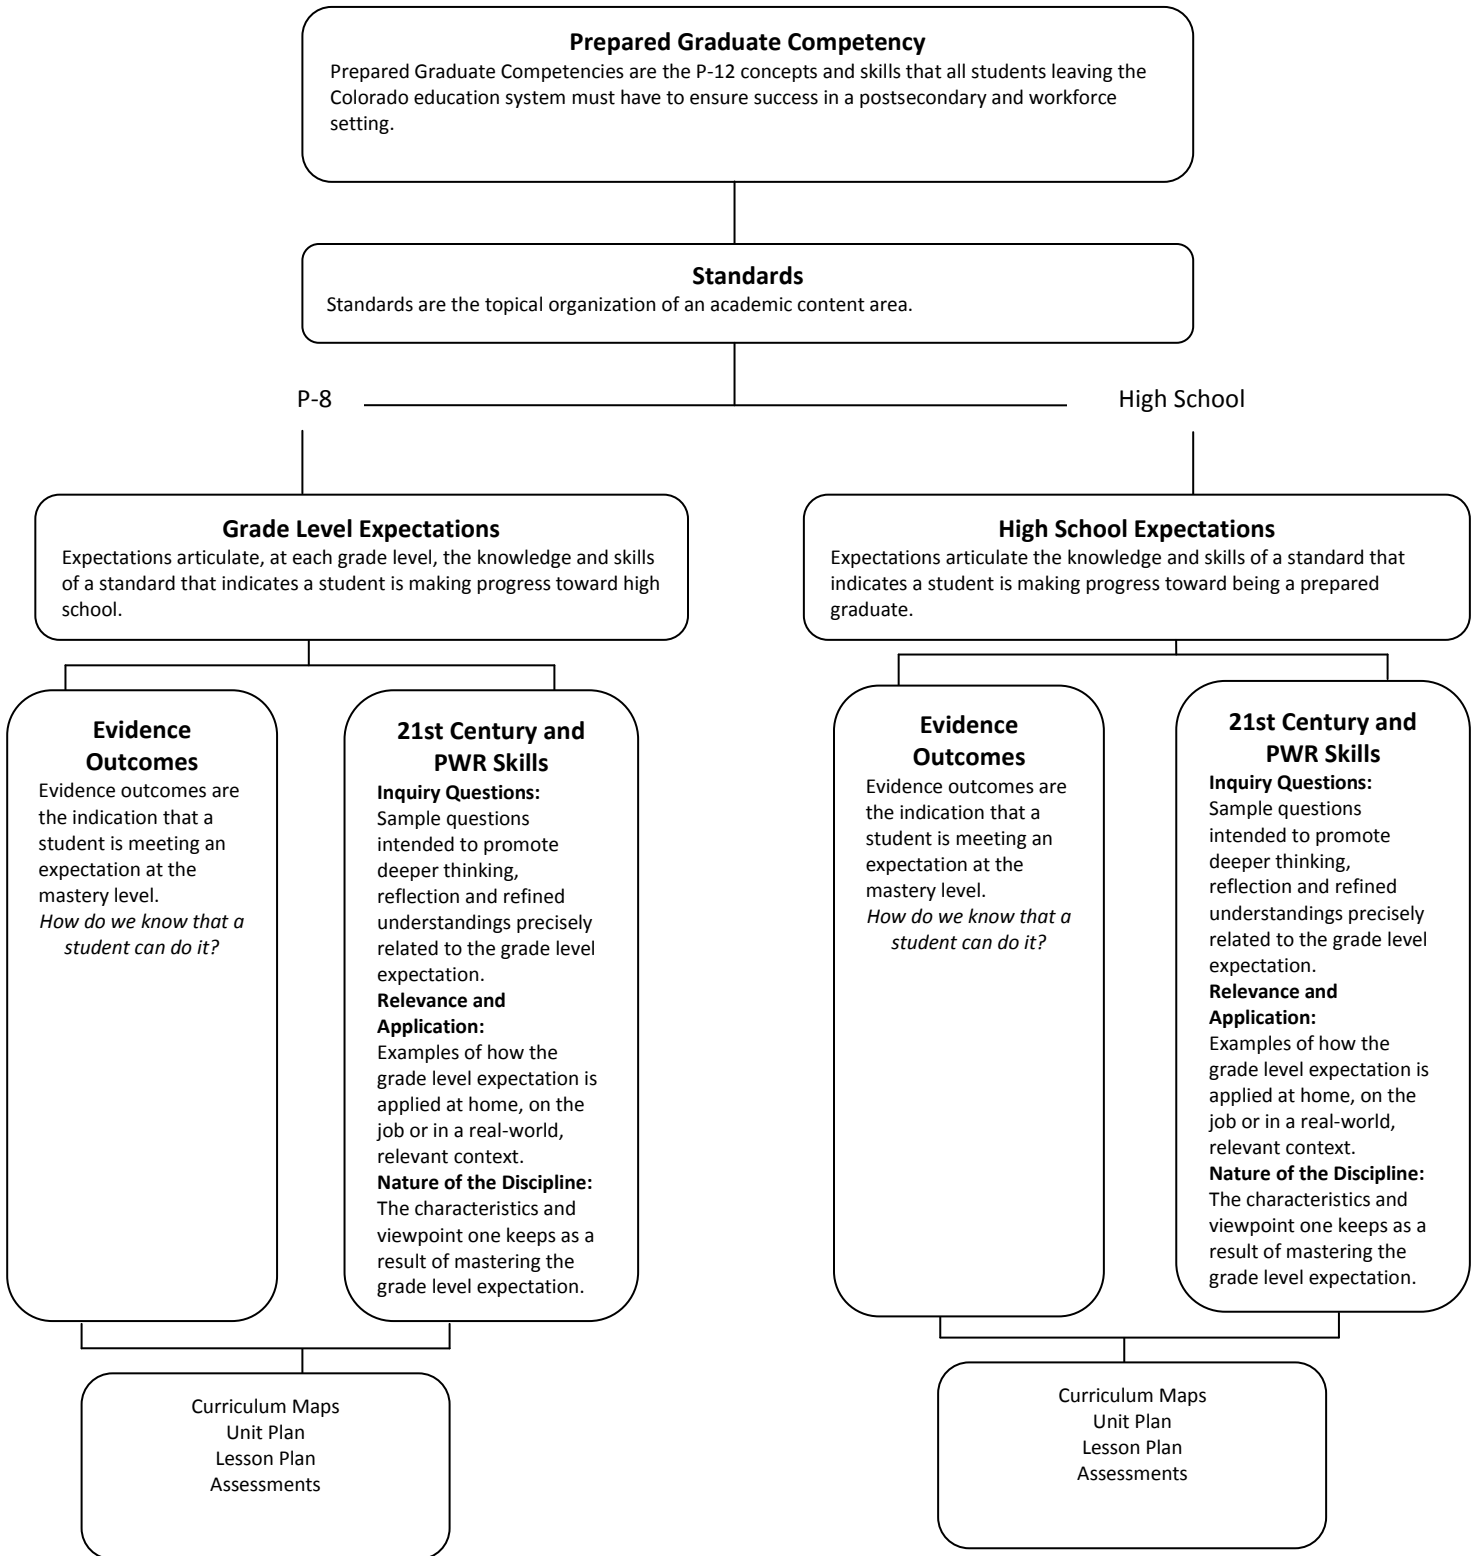 Prepared Graduate Competency
Prepared Graduate Competencies are the P-12 concepts and skills that all students leaving the
Colorado education system must have to ensure success in a postsecondary and workforce
setting.
Standards
Standards are the topical organization of an academic content area.
P-8
High School
Grade Level Expectations
Expectations articulate, at each grade level, the knowledge and skills
of a standard that indicates a student is making progress toward high
school.
High School Expectations
Expectations articulate the knowledge and skills of a standard that
indicates a student is making progress toward being a prepared
graduate.
Evidence
Outcomes
Evidence outcomes are
the indication that a
student is meeting an
expectation at the
mastery level.
How do we know that a
student can do it?
21st Century and
PWR Skills
Inquiry Questions:
Sample questions
intended to promote
deeper thinking,
reflection and refined
understandings precisely
related to the grade level
expectation.
Relevance and
Application:
Examples of how the
grade level expectation is
applied at home, on the
job or in a real-world,
relevant context.
Nature of the Discipline:
The characteristics and
viewpoint one keeps as a
result of mastering the
grade level expectation.
Evidence
Outcomes
Evidence outcomes are
the indication that a
student is meeting an
expectation at the
mastery level.
How do we know that a
student can do it?
21st Century and
PWR Skills
Inquiry Questions:
Sample questions
intended to promote
deeper thinking,
reflection and refined
understandings precisely
related to the grade level
expectation.
Relevance and
Application:
Examples of how the
grade level expectation is
applied at home, on the
job or in a real-world,
relevant context.
Nature of the Discipline:
The characteristics and
viewpoint one keeps as a
result of mastering the
grade level expectation.
Curriculum Maps
Unit Plan
Lesson Plan
Assessments
Curriculum Maps
Unit Plan
Lesson Plan
Assessments